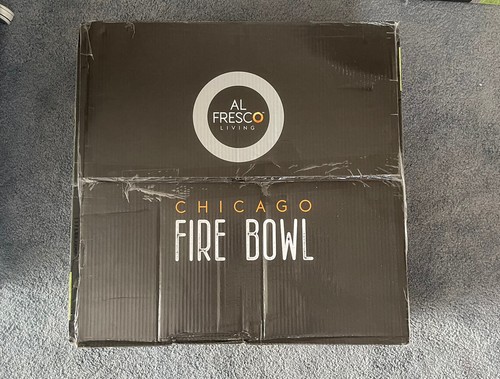 AL
FRESCO
LIVING
CHICAGO
FIRE BOWL